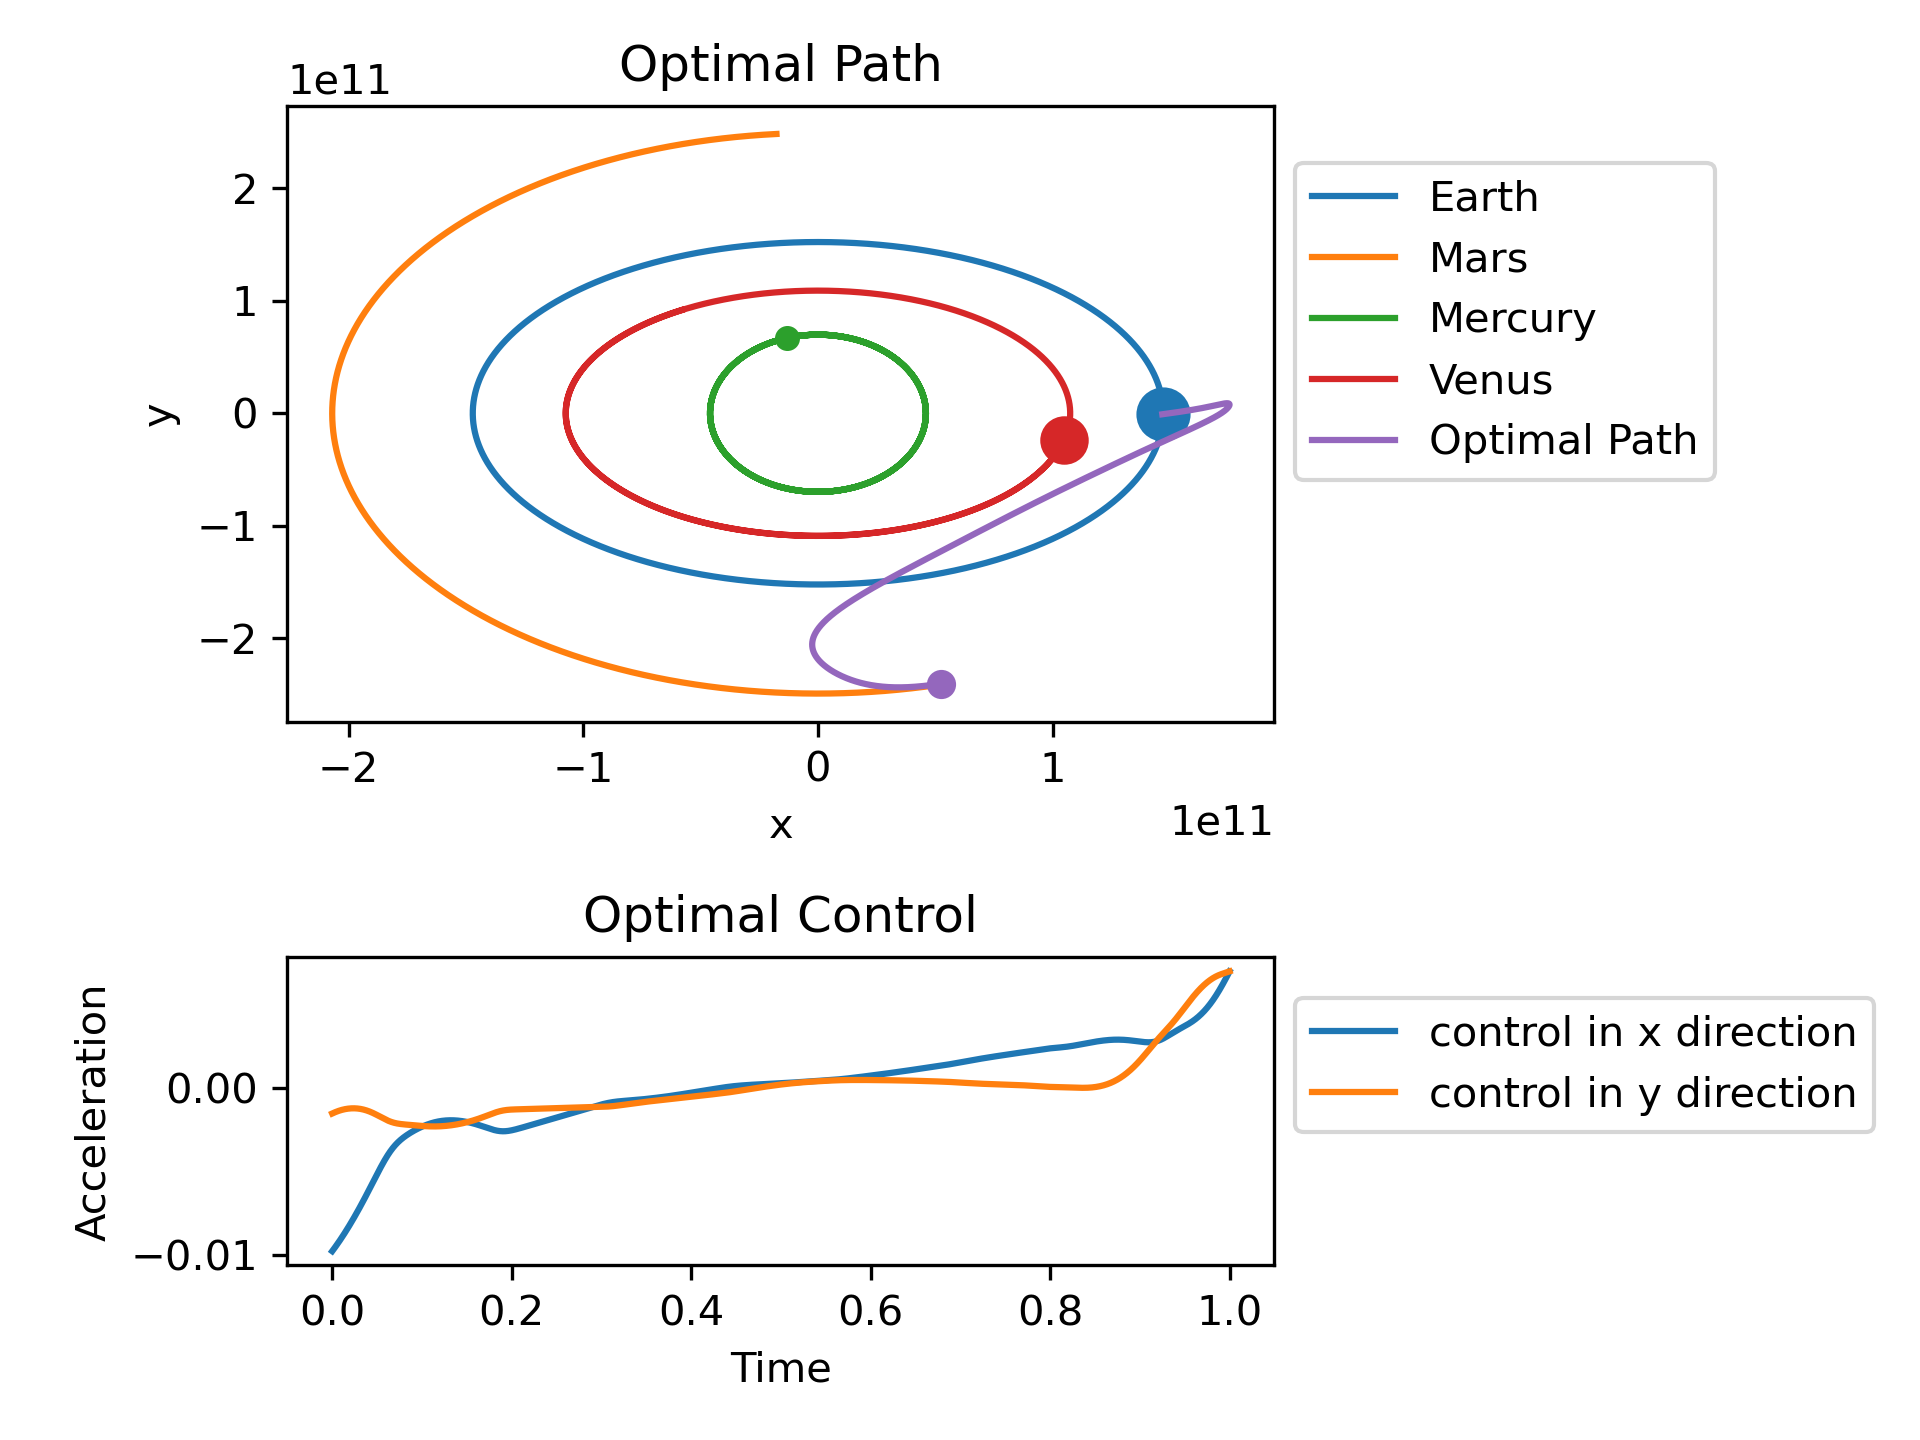 Optimal Path
1e11
2
1
0
−1
−2
y
−2
−1
0
1
x
1e11
Earth
Mars
Mercury
Venus
Optimal Path
Optimal Control
0.00
−0.01
Acceleration
0.0
0.2
0.4
0.6
0.8
1.0
Time
control in x direction
control in y direction